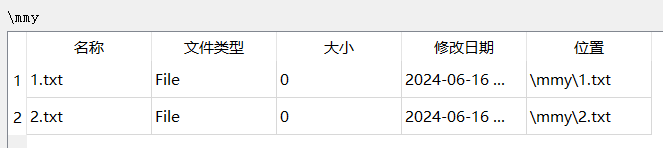 \mmy
名称 文件类型 大小 修改日期 位置
1 1.txt File 0 2024-06-16 ... \mmy\1.txt
2 2.txt File 0 2024-06-16 ... \mmy\2.txt